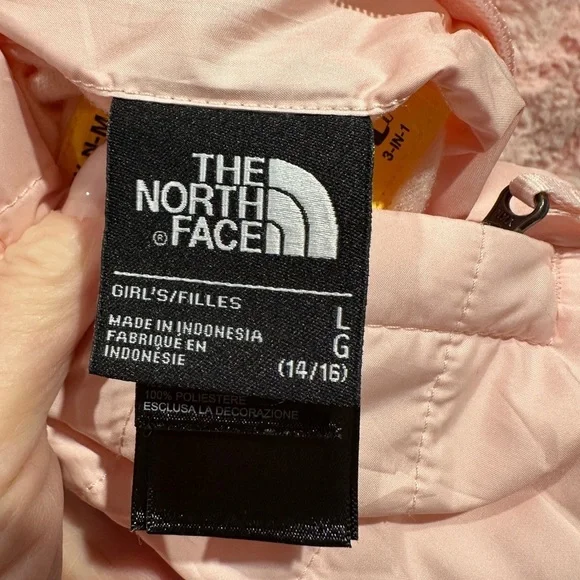 N-M
3-IN-1
THE
NORTH
® FACE
GIRL'S/FILLES
MADE IN INDONESIA
FABRIQUÉ EN
INDONÉSIE
L
G
(14/16)
100% POLIESTERE
ESCLUSA LA DECORAZIONE